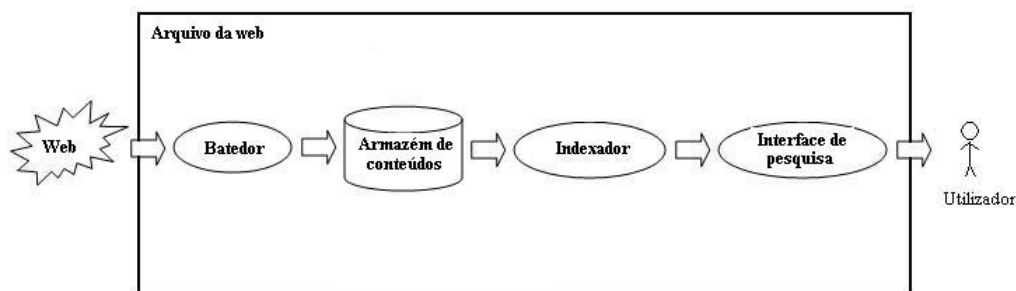 Arquivo da web
Web
Batedor
Armazém de
conteúdos
Indexador
Interface de
pesquisa
Utilizador